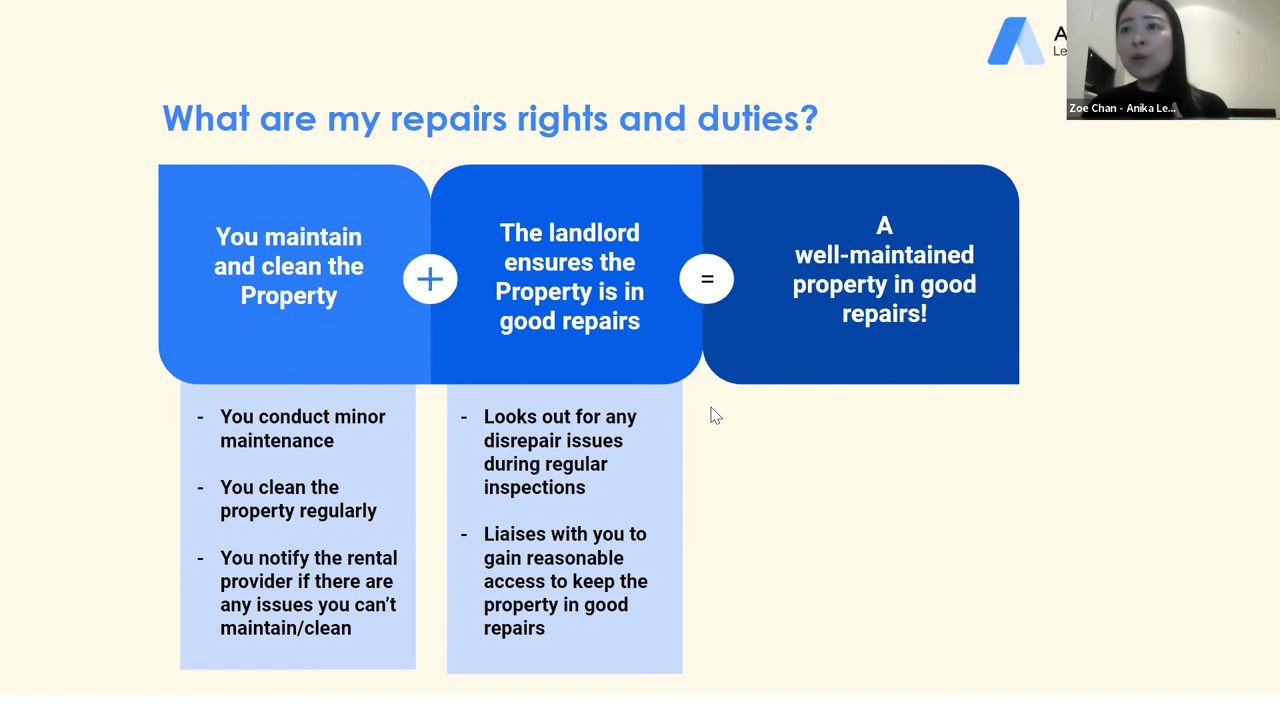 A
Le
Zoe Chan - Anika Le...
What are my repairs rights and duties?
You maintain
and clean the
Property
+
The landlord
ensures the
Property is in
good repairs
=
A
well-maintained
property in good
repairs!
- You conduct minor
maintenance
- You clean the
property regularly
- You notify the rental
provider if there are
any issues you can't
maintain/clean
- Looks out for any
disrepair issues
during regular
inspections
- Liaises with you to
gain reasonable
access to keep the
property in good
repairs